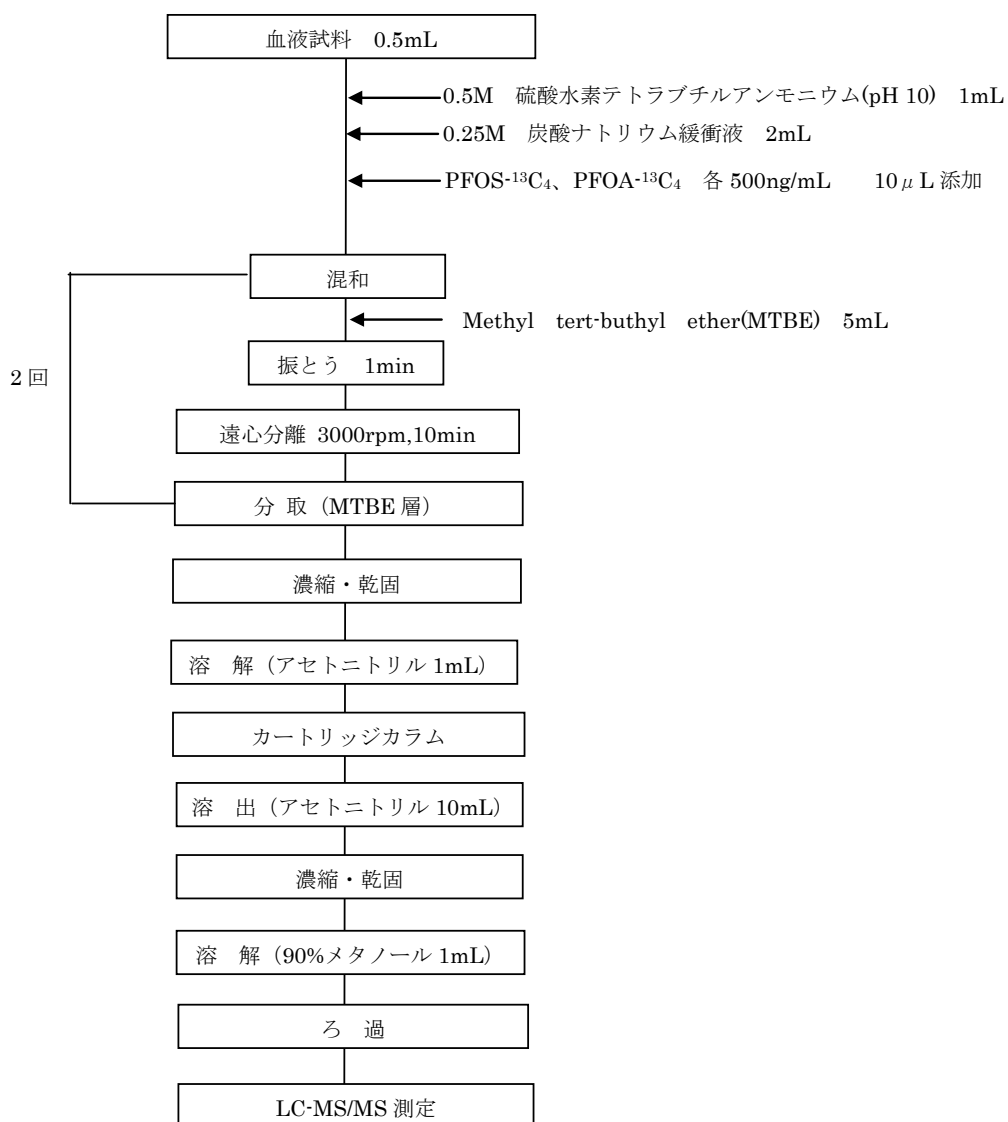 血液試料　0.5mL
0.5M　硫酸水素テトラブチルアンモニウム(pH 10)　1mL
0.25M　炭酸ナトリウム緩衝液　2mL
PFOS-¹³C₄、PFOA-¹³C₄　各 500ng/mL　　10μL 添加
混和
Methyl　tert-buthyl　ether(MTBE)　5mL
振とう　1min
2 回
遠心分離 3000rpm,10min
分 取（MTBE 層）
濃縮・乾固
溶　解（アセトニトリル 1mL）
カートリッジカラム
溶　出（アセトニトリル 10mL）
濃縮・乾固
溶　解（90%メタノール 1mL）
ろ　過
LC-MS/MS 測定